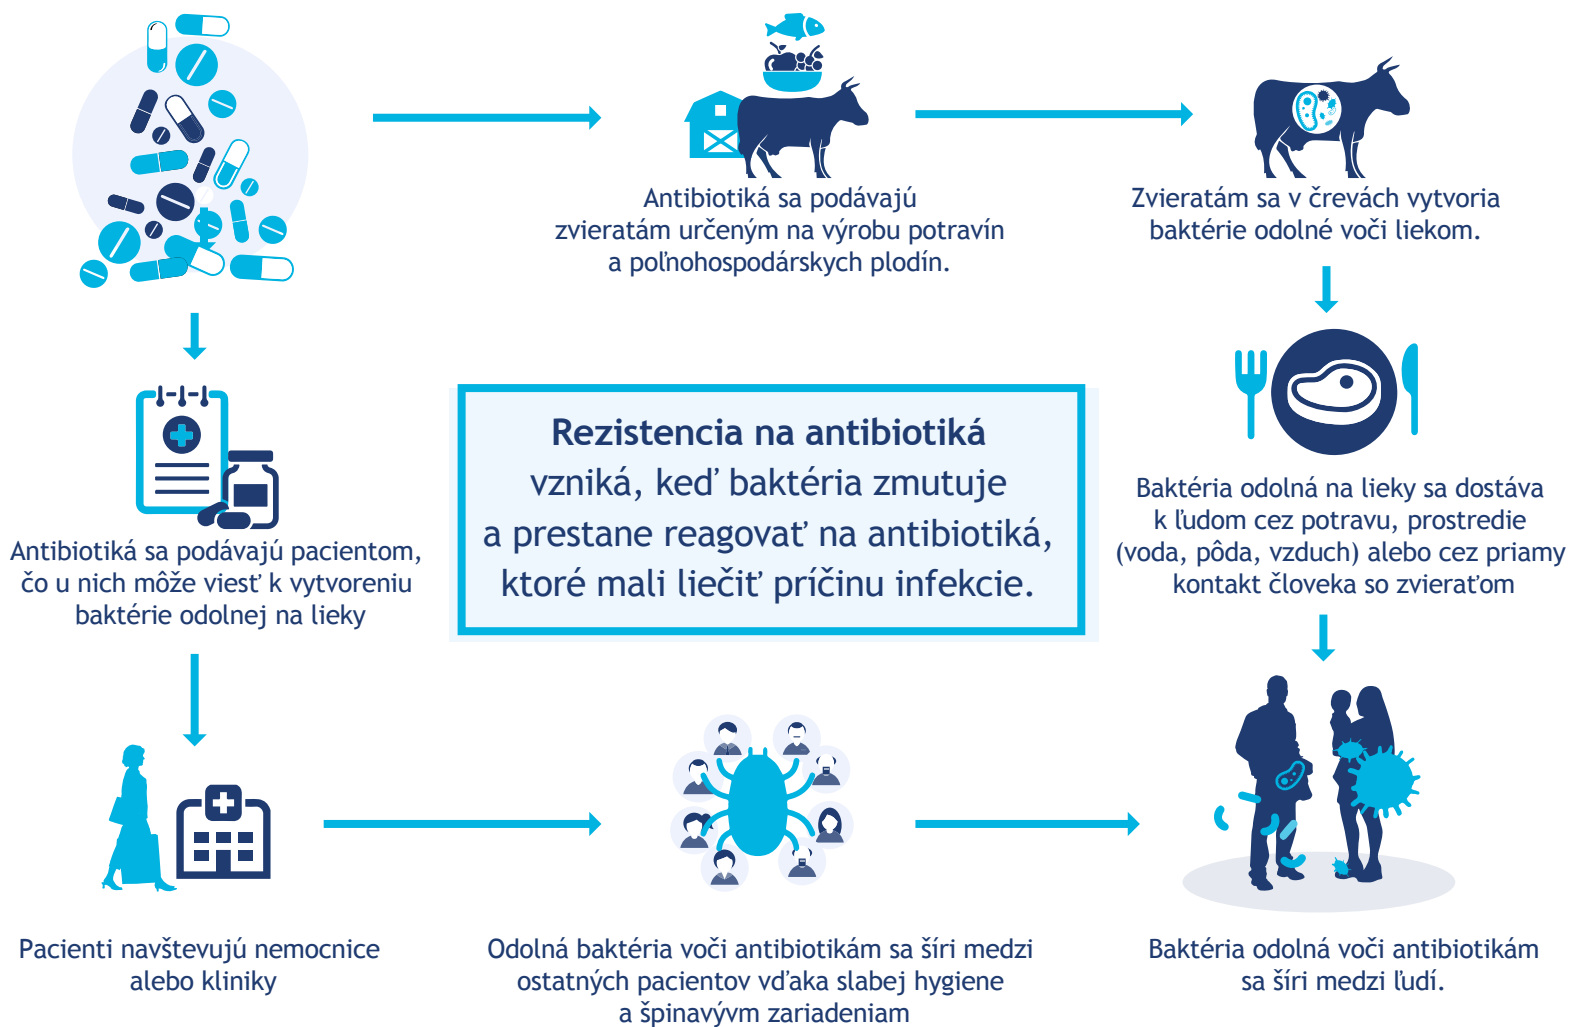 Antibiotiká sa podávajú
zvieratám určeným na výrobu potravín
a poľnohospodárskych plodín.
Zvieratám sa v črevách vytvoria
baktérie odolné voči liekom.
Antibiotiká sa podávajú pacientom,
čo u nich môže viesť k vytvoreniu
baktérie odolnej na lieky
Rezistencia na antibiotiká
vzniká, keď baktéria zmutuje
a prestane reagovať na antibiotiká,
ktoré mali liečiť príčinu infekcie.
Baktéria odolná na lieky sa dostáva
k ľudom cez potravu, prostredie
(voda, pôda, vzduch) alebo cez priamy
kontakt človeka so zvieraťom
Pacienti navštevujú nemocnice
alebo kliniky
Odolná baktéria voči antibiotikám sa šíri medzi
ostatných pacientov vďaka slabej hygiene
a špinavývm zariadeniam
Baktéria odolná voči antibiotikám
sa šíri medzi ľudí.